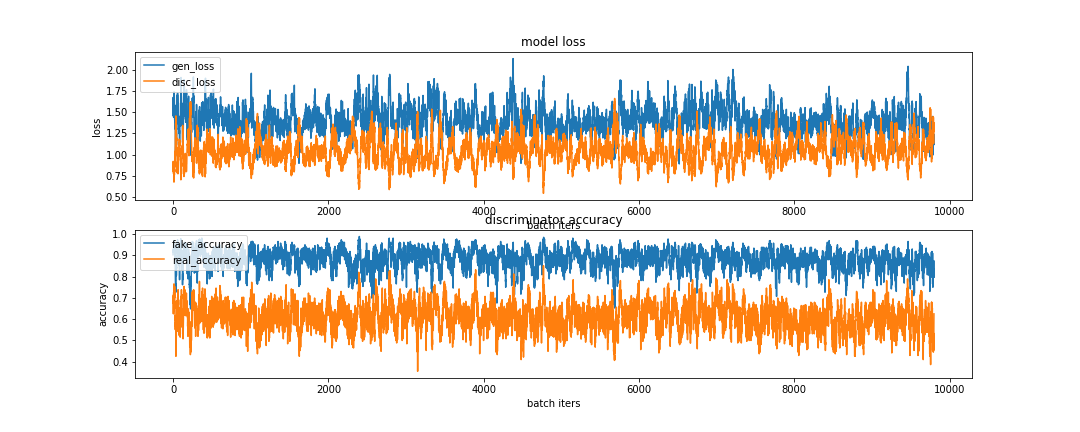 model loss
gen_loss
disc_loss
loss
2.00
1.75
1.50
1.25
1.00
0.75
0.50
0 2000 4000 6000 8000 10000
batch iters
discriminator accuracy
fake_accuracy
real_accuracy
accuracy
1.0
0.9
0.8
0.7
0.6
0.5
0.4
0 2000 4000 6000 8000 10000
batch iters